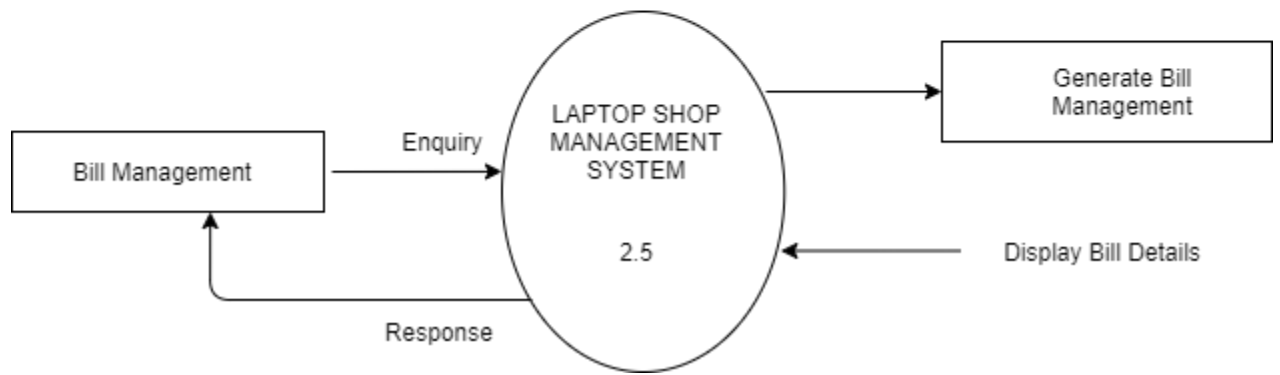 Bill Management
Enquiry
LAPTOP SHOP
MANAGEMENT
SYSTEM
2.5
Response
Generate Bill
Management
Display Bill Details